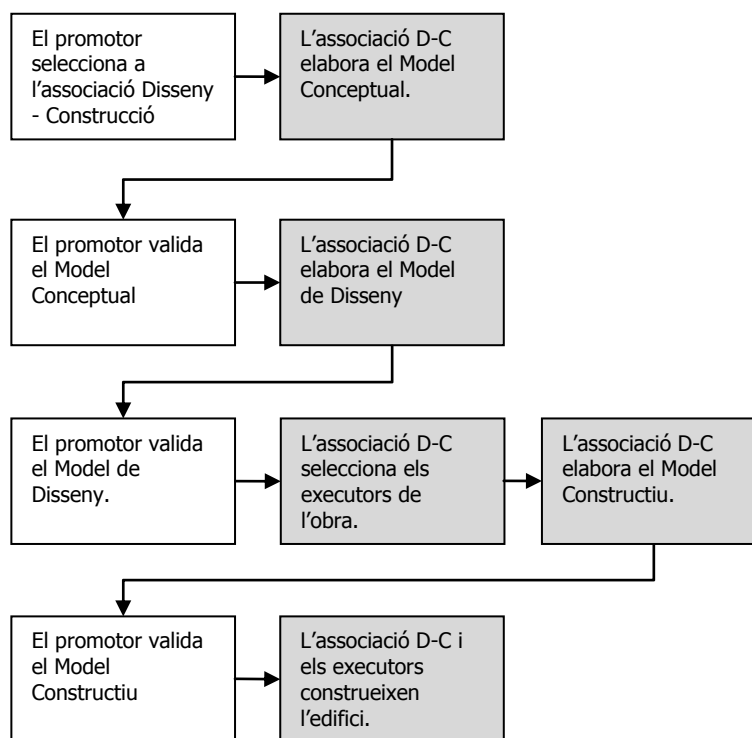 El promotor
selecciona a
l’associació Disseny
- Construcció
L’associació D-C
elabora el Model
Conceptual.
El promotor valida
el Model
Conceptual
L’associació D-C
elabora el Model
de Disseny
El promotor valida
el Model de
Disseny.
L’associació D-C
selecciona els
executors de
l’obra.
L’associació D-C
elabora el Model
Constructiu.
El promotor valida
el Model
Constructiu
L’associació D-C i
els executors
construeixen
l’edifici.